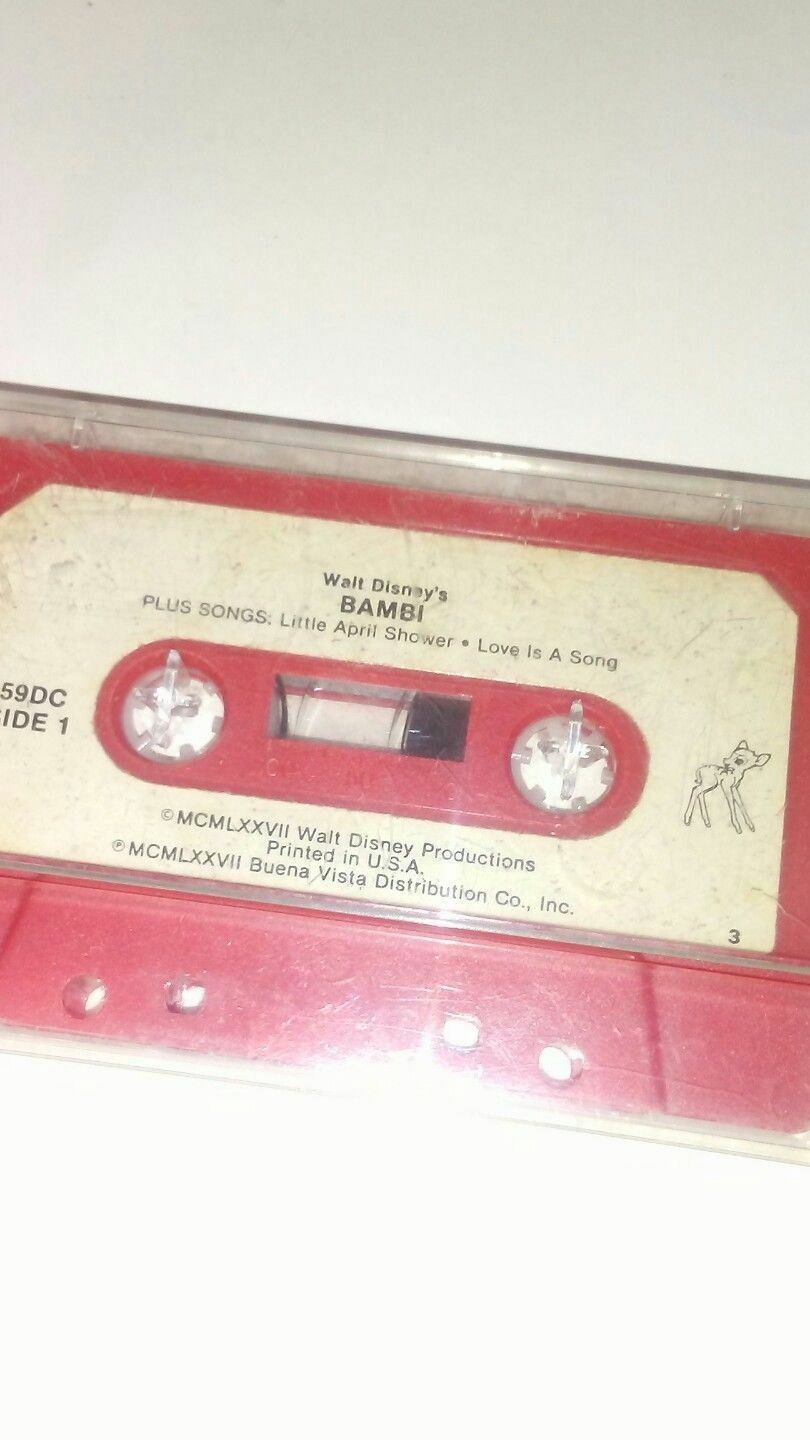 Walt Disney's
BAMBI
PLUS SONGS: Little April Shower • Love Is A Song
59DC
SIDE 1
©MCMLXXVII Walt Disney Productions
Printed in U.S.A.
℗MCMLXXVII Buena Vista Distribution Co., Inc.
3